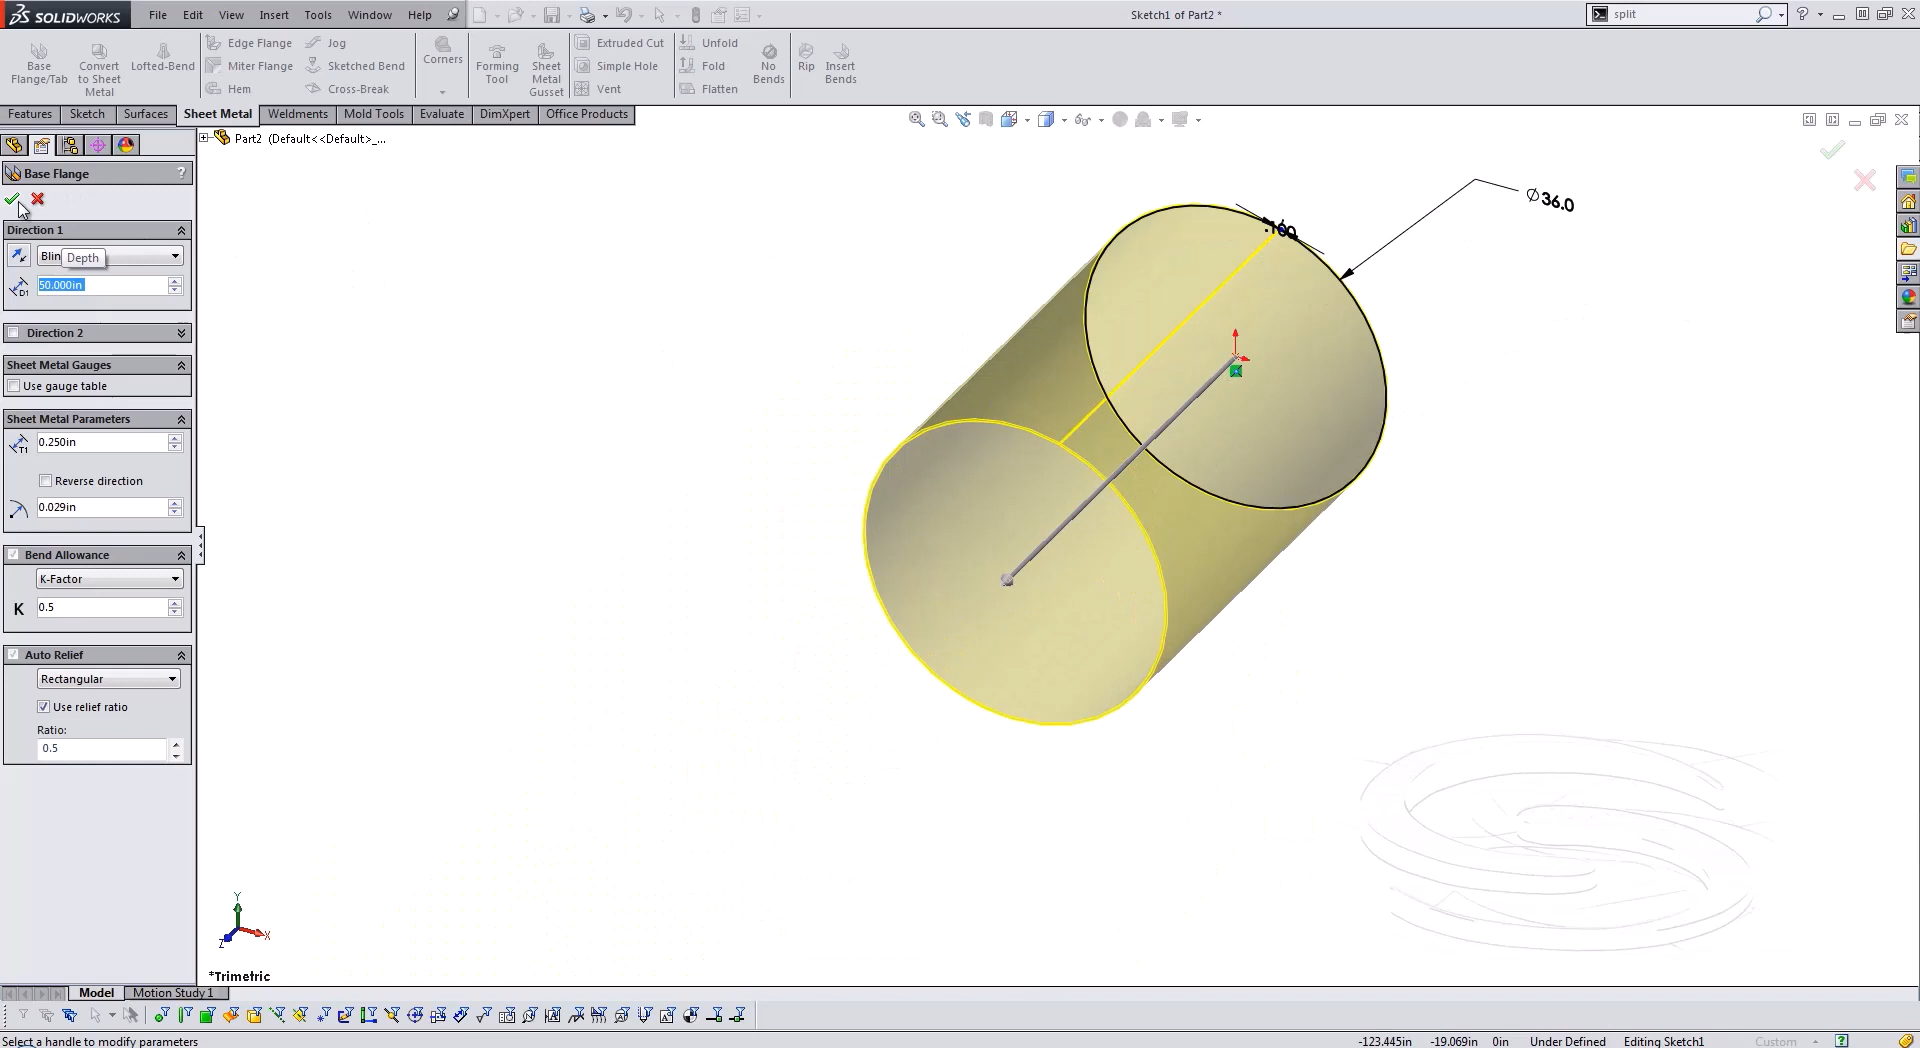 SOLIDWORKS File Edit View Insert Tools Window Help Sketch1 of Part2 * split
Base Flange/Tab
Convert to Sheet Metal
Lofted-Bend
Edge Flange
Miter Flange
Hem
Jog
Sketched Bend
Cross-Break
Corners
Forming Tool
Sheet Metal Gusset
Extruded Cut
Simple Hole
Vent
Unfold
Fold
Flatten
No Bends
Rip
Insert Bends
Features Sketch Surfaces Sheet Metal Weldments Mold Tools Evaluate DimXpert Office Products
Part2 (Default<<Default>_...
Base Flange ?
Direction 1
Blin
Depth
D1 50.000in
Direction 2
Sheet Metal Gauges
Use gauge table
Sheet Metal Parameters
T1 0.250in
Reverse direction
0.029in
Bend Allowance
K-Factor
K 0.5
Auto Relief
Rectangular
Use relief ratio
Ratio:
0.5
.100
∅36.0
Y
X
Z
*Trimetric
Model Motion Study 1
Select a handle to modify parameters -123.445in -19.069in 0in Under Defined Editing Sketch1 Custom ?